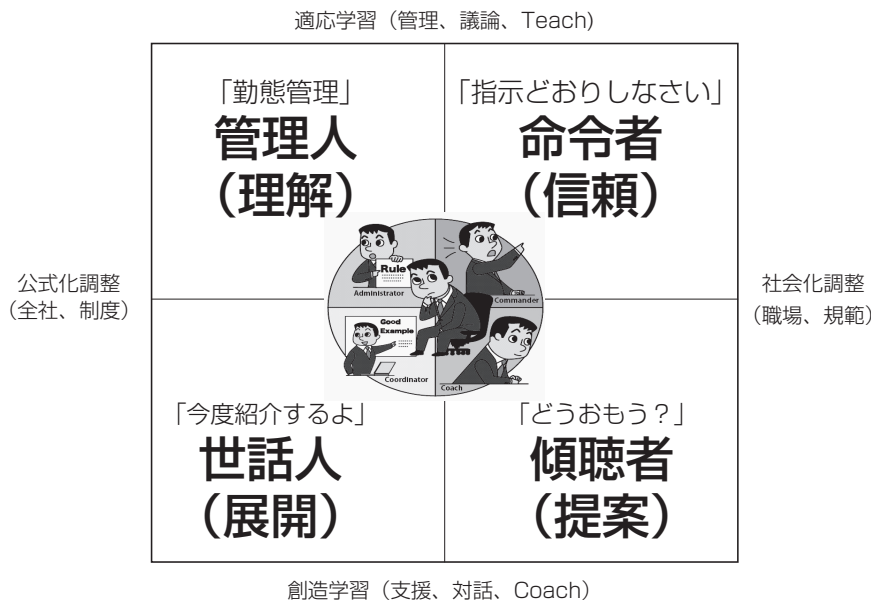 適応学習（管理、議論、Teach）
「勤態管理」
管理人
（理解）
「指示どおりしなさい」
命令者
（信頼）
公式化調整
（全社、制度）
社会化調整
（職場、規範）
Rule
Administrator
Commander
Good
Example
Coordinator
Coach
「今度紹介するよ」
世話人
（展開）
「どうおもう？」
傾聴者
（提案）
創造学習（支援、対話、Coach）